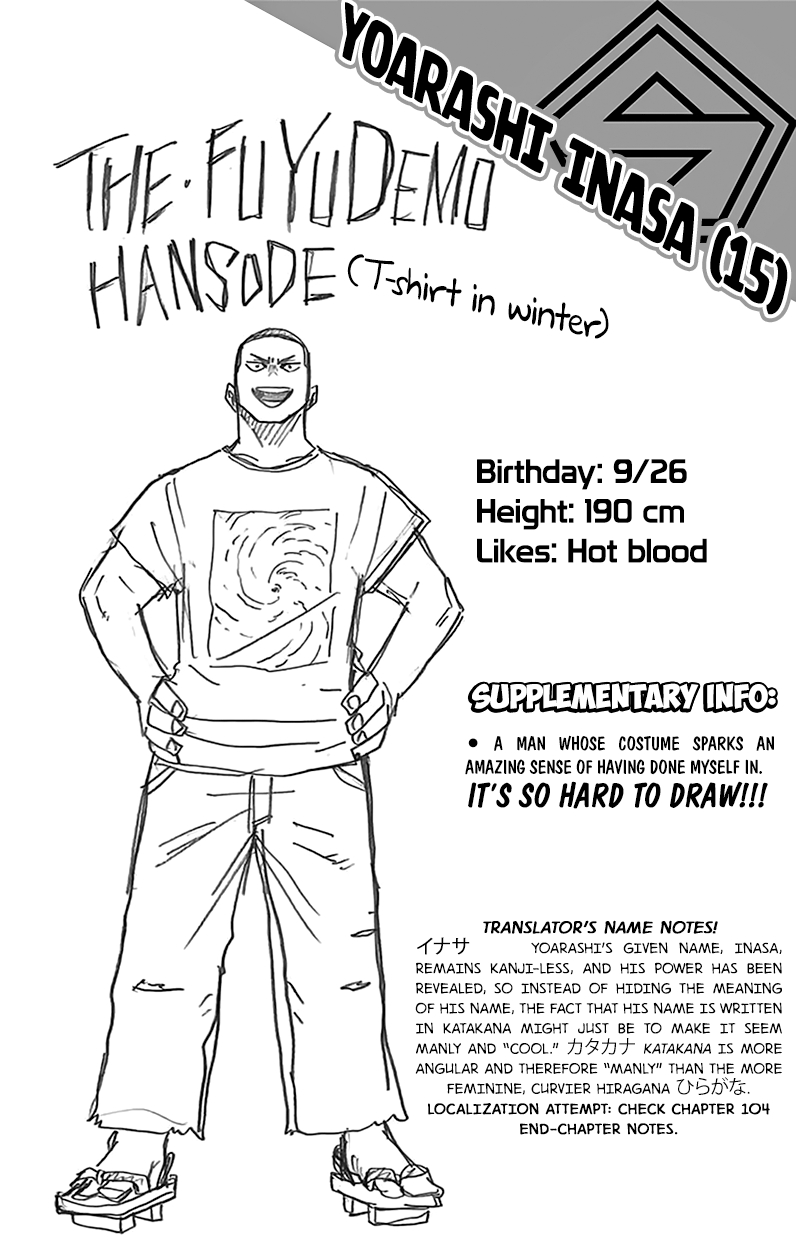 YOARASHI INASA (15)
THE・FUYUDEMO
HANSODE (T-shirt in winter)
Birthday: 9/26
Height: 190 cm
Likes: Hot blood
SUPPLEMENTARY INFO:
• A MAN WHOSE COSTUME SPARKS AN
AMAZING SENSE OF HAVING DONE MYSELF IN.
IT'S SO HARD TO DRAW!!!
TRANSLATOR'S NAME NOTES!
イナサ YOARASHI'S GIVEN NAME, INASA,
REMAINS KANJI-LESS, AND HIS POWER HAS BEEN
REVEALED, SO INSTEAD OF HIDING THE MEANING
OF HIS NAME, THE FACT THAT HIS NAME IS WRITTEN
IN KATAKANA MIGHT JUST BE TO MAKE IT SEEM
MANLY AND "COOL." カタカナ KATAKANA IS MORE
ANGULAR AND THEREFORE "MANLY" THAN THE MORE
FEMININE, CURVIER HIRAGANA ひらがな.
LOCALIZATION ATTEMPT: CHECK CHAPTER 104
END-CHAPTER NOTES.